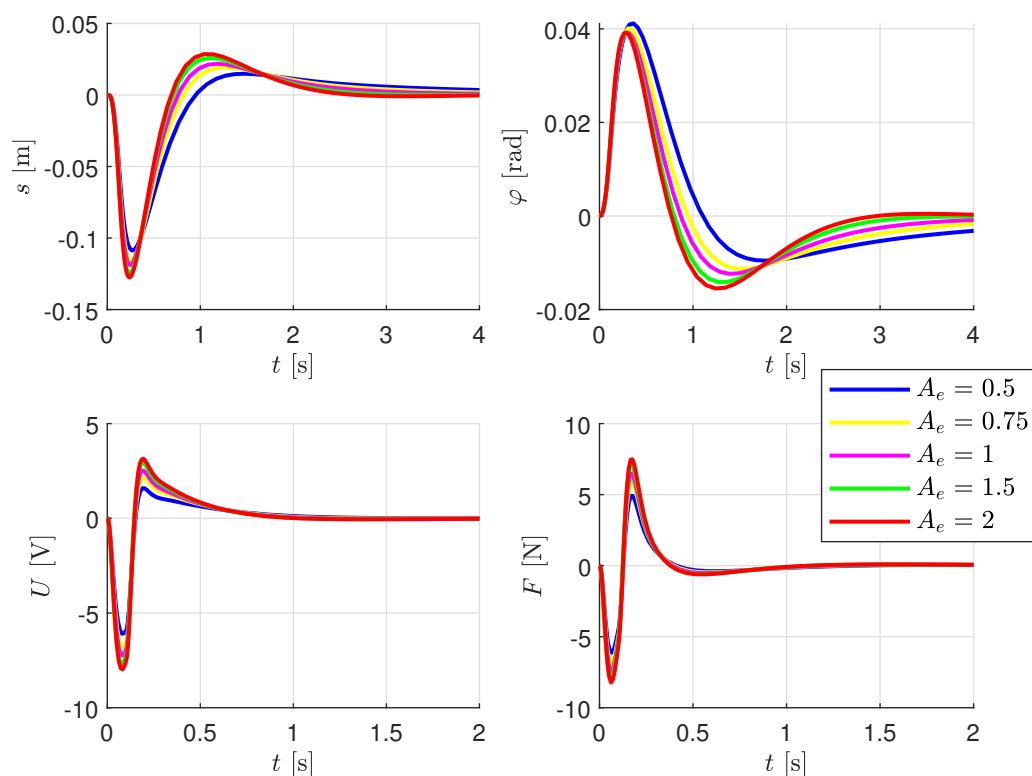 0.05
0
-0.05
-0.1
-0.15
0
1
2
3
4
s [m]
t [s]
0.04
0.02
0
-0.02
0
1
2
3
4
φ [rad]
t [s]
5
0
-5
-10
0
0.5
1
1.5
2
U [V]
t [s]
10
5
0
-5
-10
0
0.5
1
1.5
2
F [N]
t [s]
A_e = 0.5
A_e = 0.75
A_e = 1
A_e = 1.5
A_e = 2